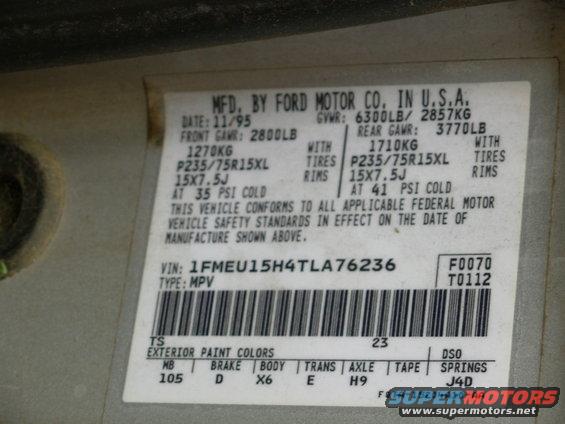 MFD. BY FORD MOTOR CO. IN U.S.A.
DATE: 11/95 GVWR: 6300LB/ 2857KG
FRONT GAWR: 2800LB REAR GAWR: 3770LB
1270KG WITH 1710KG WITH
P235/75R15XL TIRES P235/75R15XL TIRES
15X7.5J RIMS 15X7.5J RIMS
AT 35 PSI COLD AT 41 PSI COLD
THIS VEHICLE CONFORMS TO ALL APPLICABLE FEDERAL MOTOR
VEHICLE SAFETY STANDARDS IN EFFECT ON THE DATE OF
MANUFACTURE SHOWN ABOVE.
VIN: 1FMEU15H4TLA76236 F0070
TYPE: MPV T0112
TS 23
EXTERIOR PAINT COLORS DSO
WB BRAKE BODY TRANS AXLE TAPE SPRINGS
105 D X6 E H9 J4D
SUPERMOTORS
www.supermotors.net